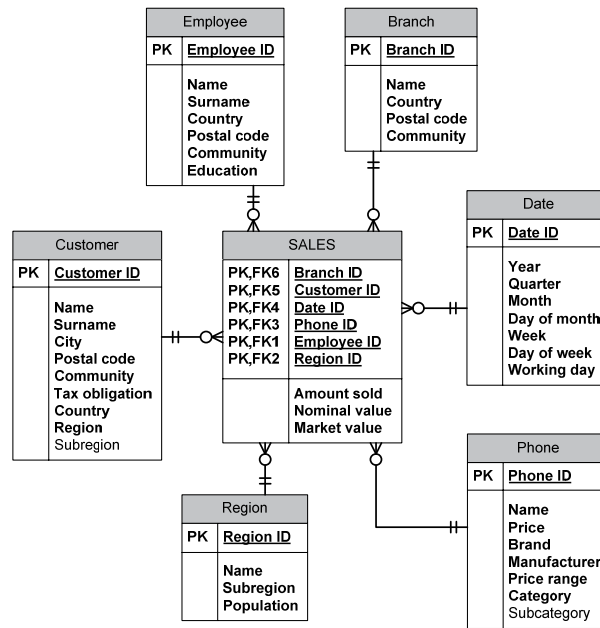 Employee
PK Employee ID
Name
Surname
Country
Postal code
Community
Education
Branch
PK Branch ID
Name
Country
Postal code
Community
Customer
PK Customer ID
Name
Surname
City
Postal code
Community
Tax obligation
Country
Region
Subregion
SALES
PK,FK6 Branch ID
PK,FK5 Customer ID
PK,FK4 Date ID
PK,FK3 Phone ID
PK,FK1 Employee ID
PK,FK2 Region ID
Amount sold
Nominal value
Market value
Date
PK Date ID
Year
Quarter
Month
Day of month
Week
Day of week
Working day
Region
PK Region ID
Name
Subregion
Population
Phone
PK Phone ID
Name
Price
Brand
Manufacturer
Price range
Category
Subcategory